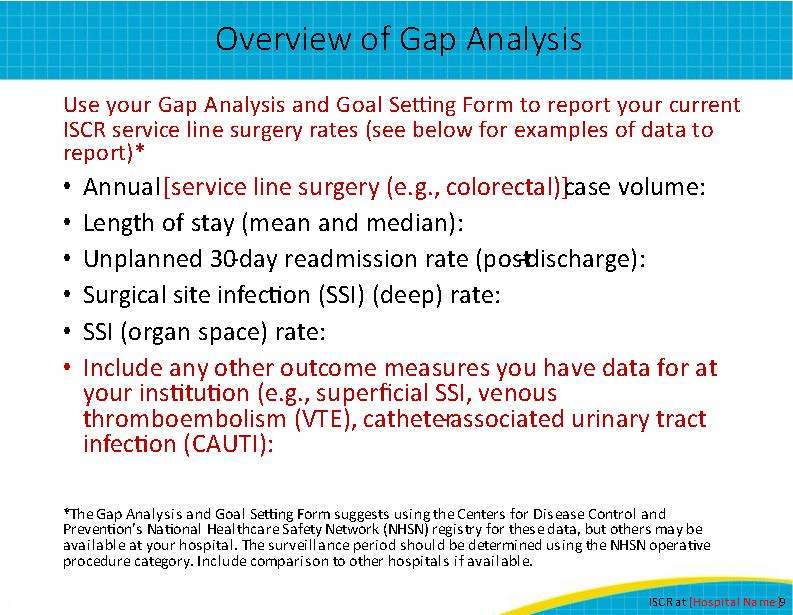 Overview of Gap Analysis
Use your Gap Analysis and Goal Setting Form to report your current
ISCR service line surgery rates (see below for examples of data to
report)*
• Annual [service line surgery (e.g., colorectal)] case volume:
• Length of stay (mean and median):
• Unplanned 30-day readmission rate (post-discharge):
• Surgical site infection (SSI) (deep) rate:
• SSI (organ space) rate:
• Include any other outcome measures you have data for at
your institution (e.g., superficial SSI, venous
thromboembolism (VTE), catheter-associated urinary tract
infection (CAUTI):
*The Gap Analysis and Goal Setting Form suggests using the Centers for Disease Control and
Prevention's National Healthcare Safety Network (NHSN) registry for these data, but others may be
available at your hospital. The surveillance period should be determined using the NHSN operative
procedure category. Include comparison to other hospitals if available.
ISCR at [Hospital Name] 9